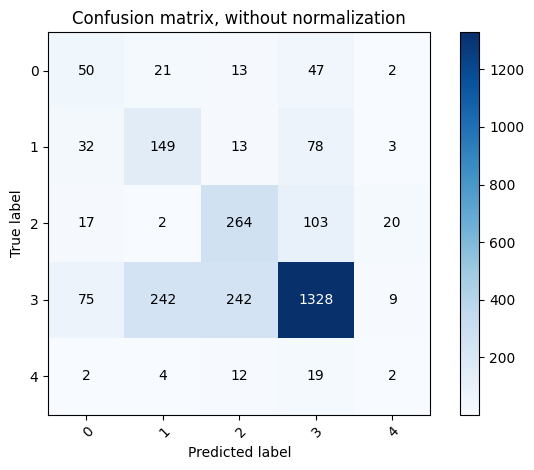 Confusion matrix, without normalization
True label
0 50 21 13 47 2
1 32 149 13 78 3
2 17 2 264 103 20
3 75 242 242 1328 9
4 2 4 12 19 2
0 1 2 3 4
Predicted label
1200
1000
800
600
400
200